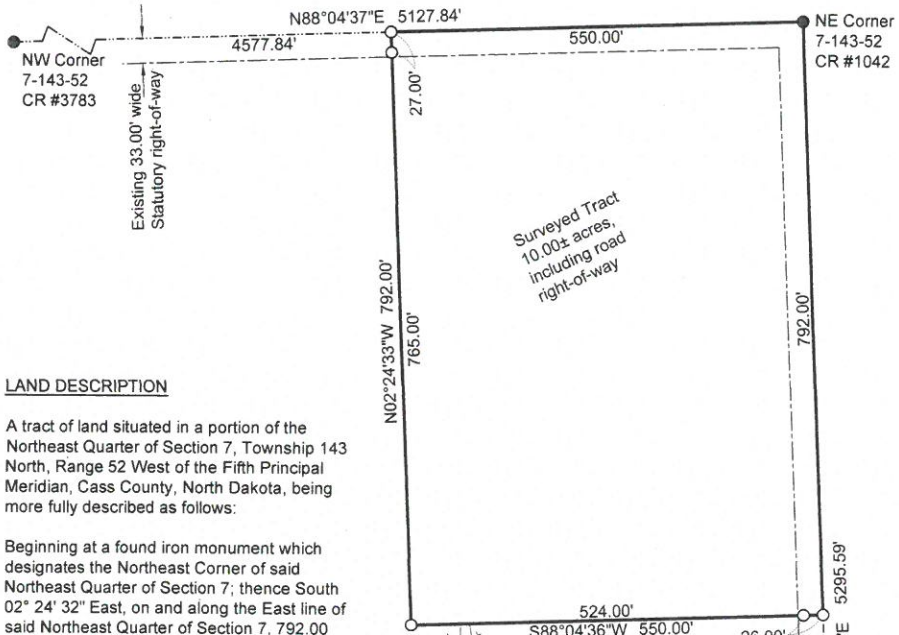 N88°04'37"E 5127.84'
4577.84'
550.00'
NE Corner
7-143-52
CR #1042
NW Corner
7-143-52
CR #3783
Existing 33.00' wide
Statutory right-of-way
27.00'
Surveyed Tract
10.00± acres,
including road
right-of-way
N02°24'33"W 792.00'
765.00'
792.00'
LAND DESCRIPTION
A tract of land situated in a portion of the
Northeast Quarter of Section 7, Township 143
North, Range 52 West of the Fifth Principal
Meridian, Cass County, North Dakota, being
more fully described as follows:
Beginning at a found iron monument which
designates the Northeast Corner of said
Northeast Quarter of Section 7; thence South
02° 24' 32" East, on and along the East line of
said Northeast Quarter of Section 7, 792.00
524.00'
S88°04'36"W 550.00'
26.00'
5295.59'
E